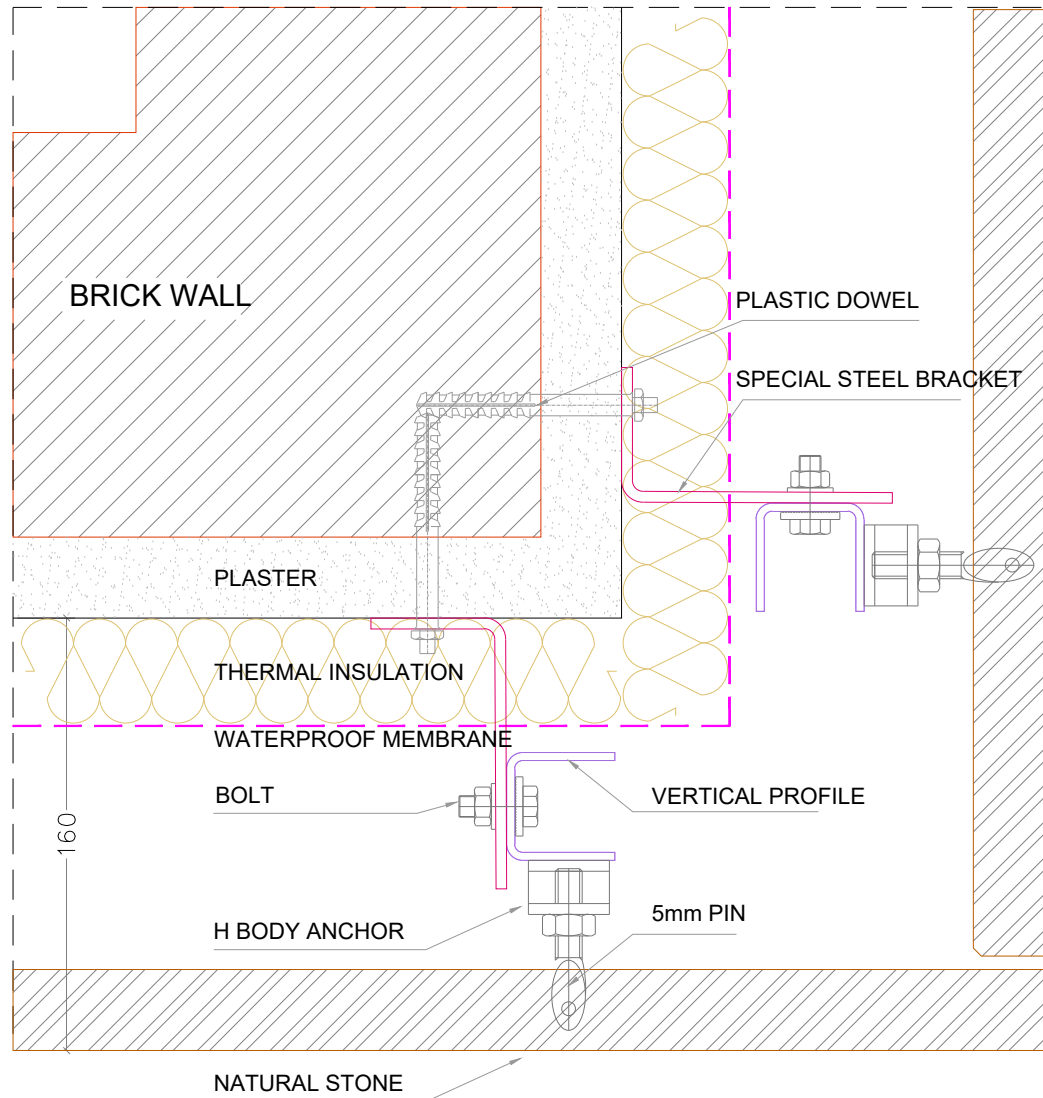 BRICK WALL
PLASTIC DOWEL
SPECIAL STEEL BRACKET
PLASTER
THERMAL INSULATION
WATERPROOF MEMBRANE
BOLT
VERTICAL PROFILE
160
5mm PIN
H BODY ANCHOR
NATURAL STONE